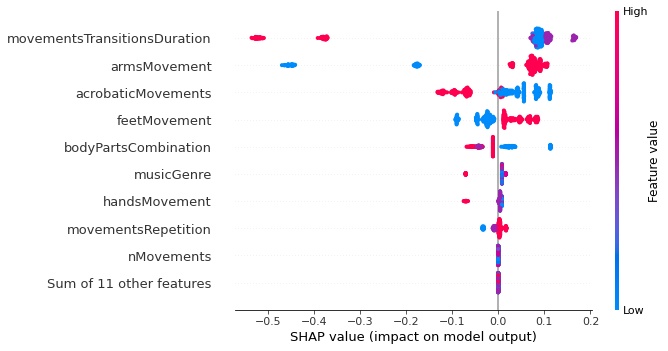 High
movementsTransitionsDuration
armsMovement
acrobaticMovements
feetMovement
bodyPartsCombination
musicGenre
handsMovement
movementsRepetition
nMovements
Sum of 11 other features
Feature value
Low
−0.5 −0.4 −0.3 −0.2 −0.1 0.0 0.1 0.2
SHAP value (impact on model output)